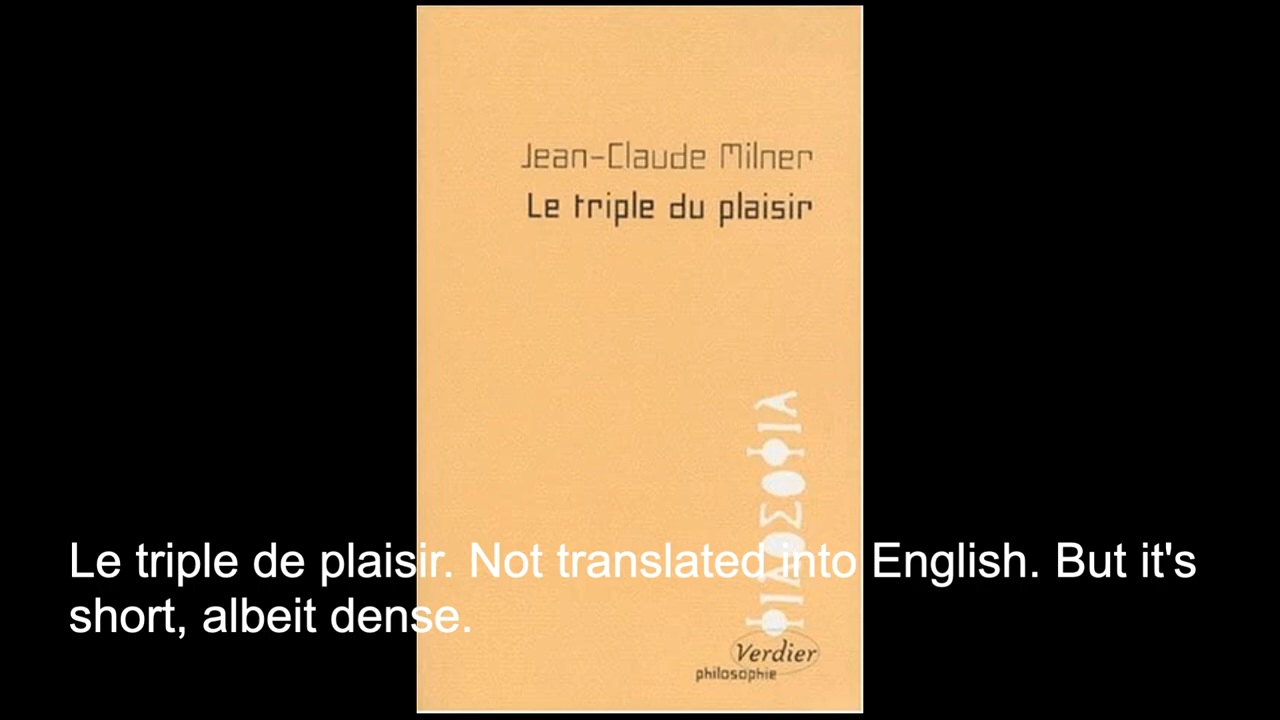 Jean-Claude Milner
Le triple du plaisir
ΦΙΛΟΣΟΦΙΑ
Le triple de plaisir. Not translated into English. But it's
short, albeit dense.
Verdier
philosophie